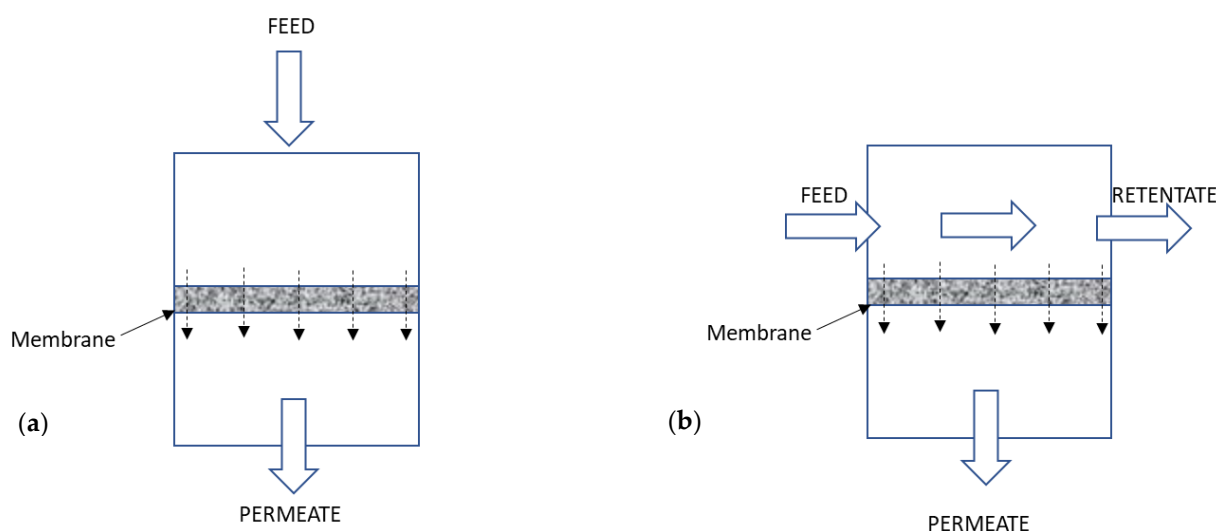 FEED
Membrane
(a)
PERMEATE
FEED
RETENTATE
Membrane
(b)
PERMEATE